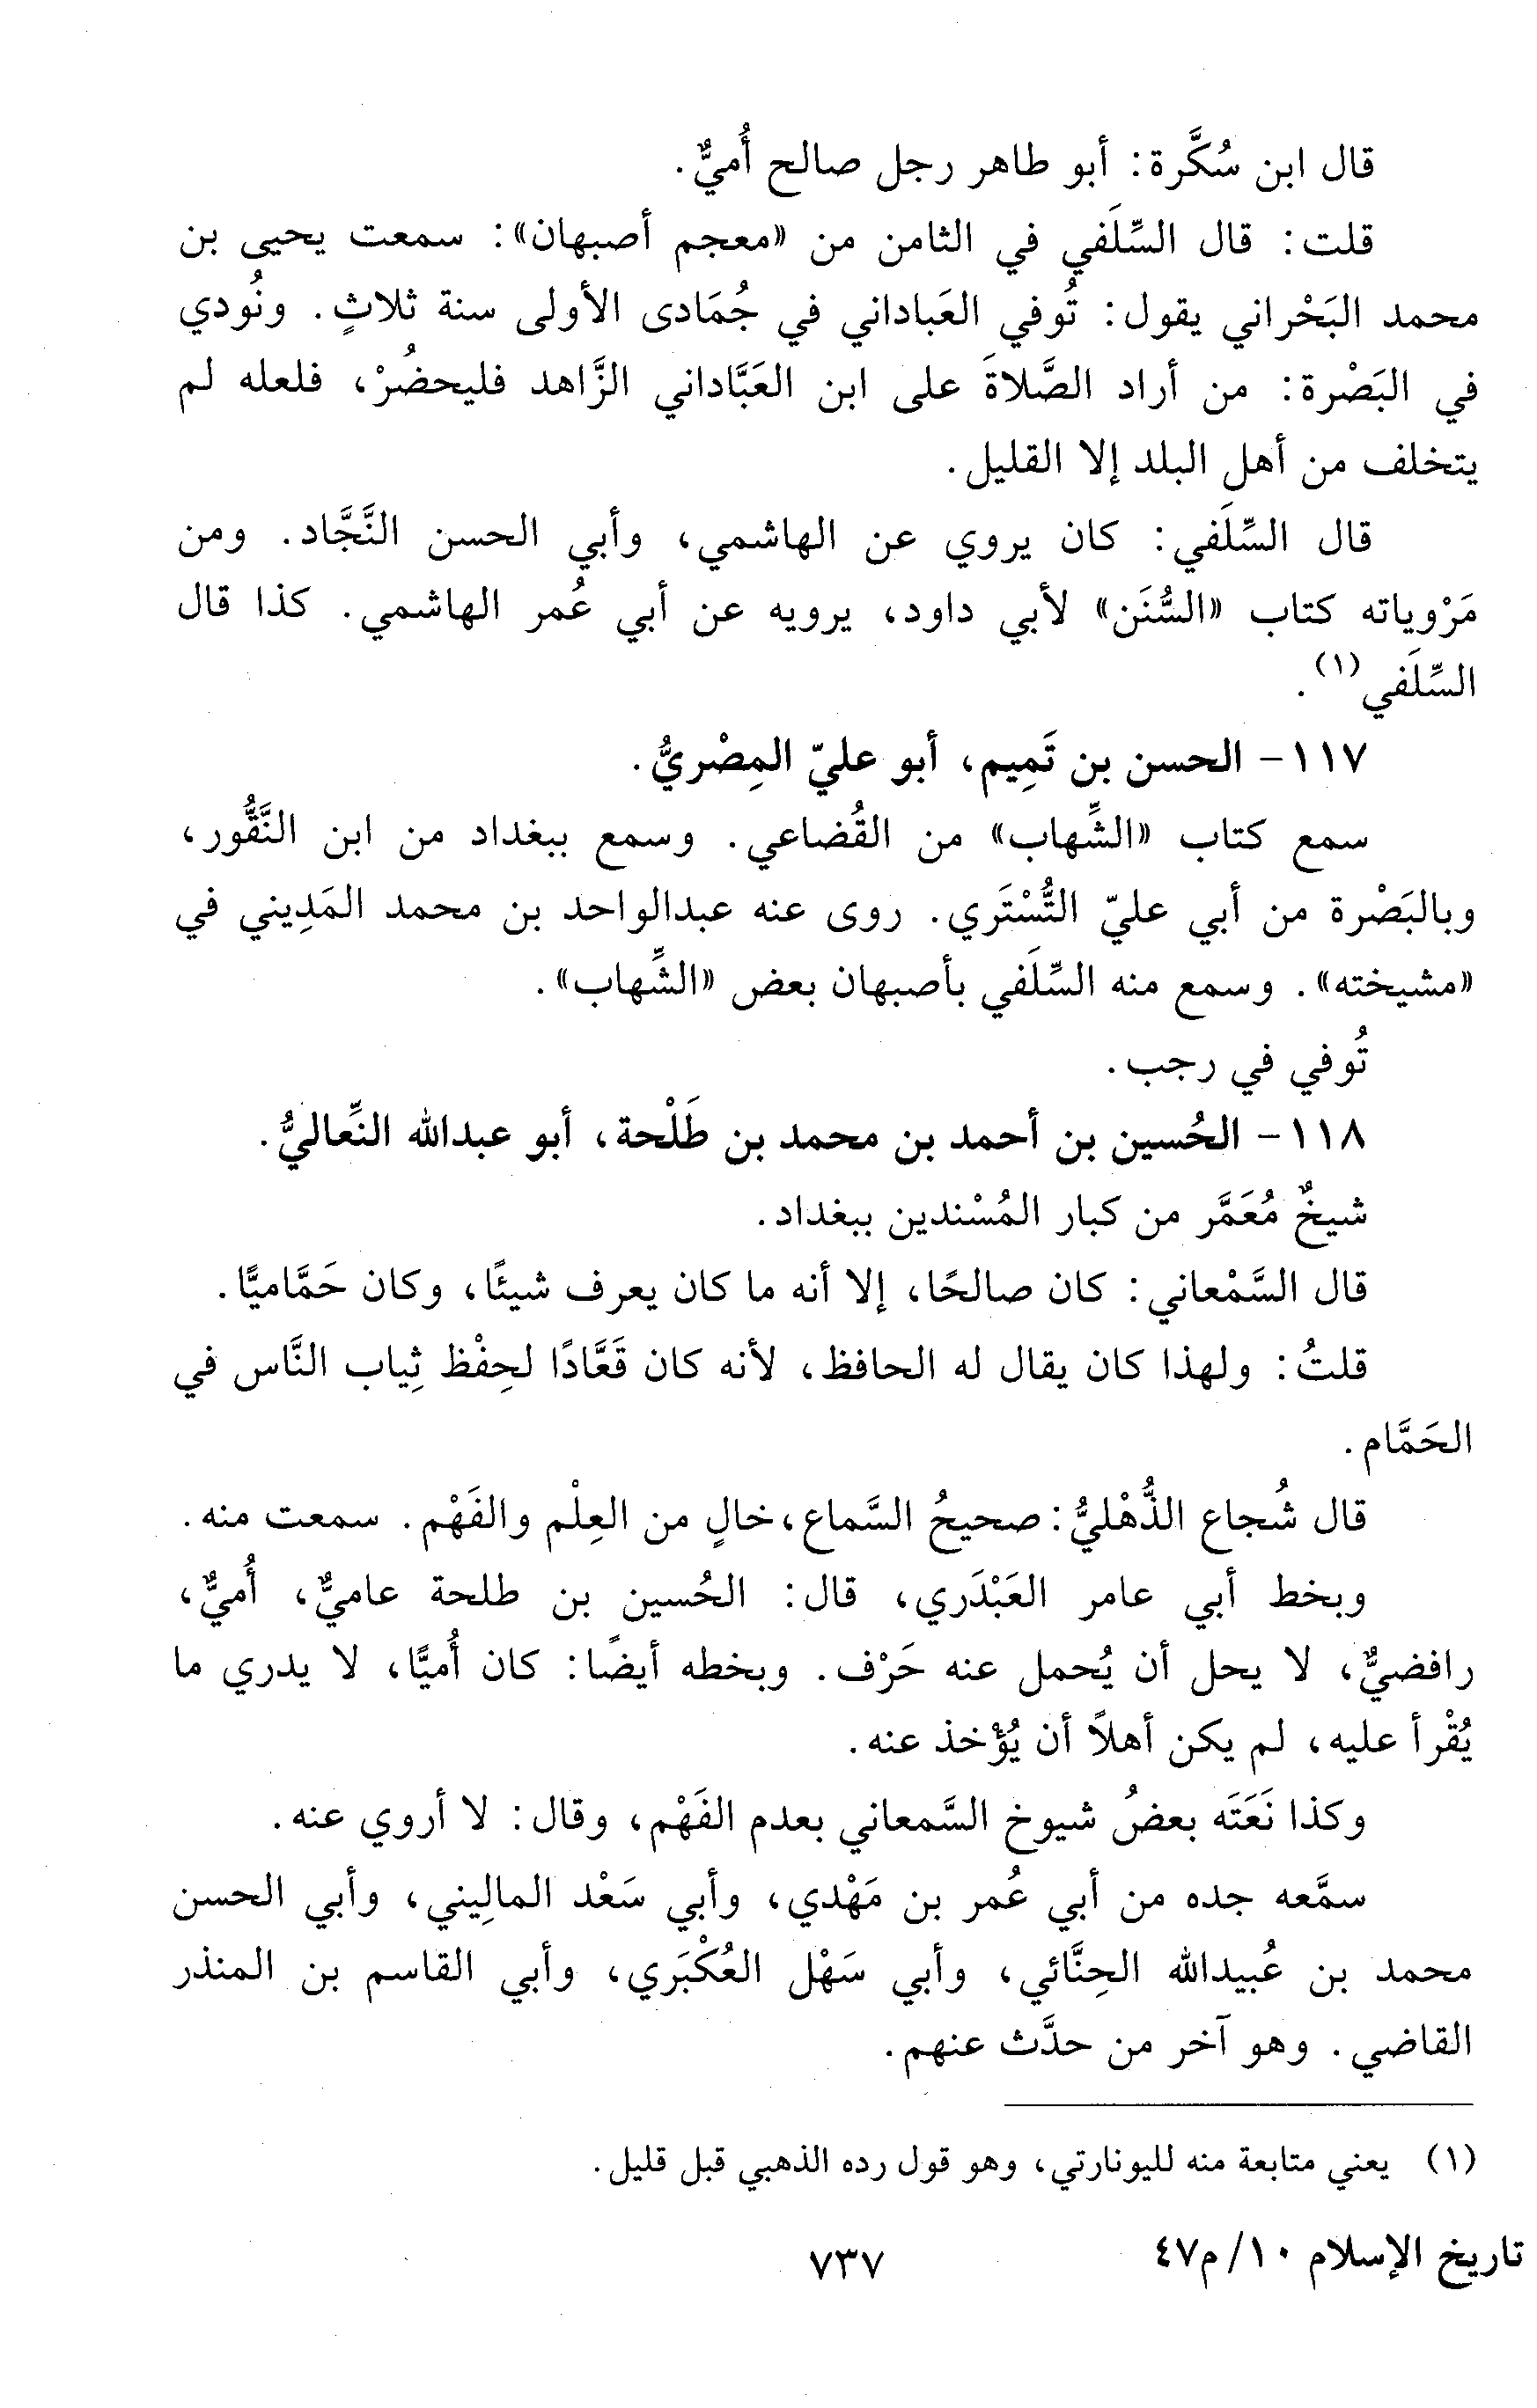 قال ابن سُكَّرة: أبو طاهر رجل صالح أُميٌّ.
قلت: قال السِّلَفي في الثامن من «معجم أصبهان»: سمعت يحيى بن
محمد البَحْراني يقول: تُوفي العَباداني في جُمَادى الأولى سنة ثلاثٍ. ونُودي
في البَصْرة: من أراد الصَّلاةَ على ابن العَبَّاداني الزَّاهد فليحضُرْ، فلعله لم
يتخلف من أهل البلد إلا القليل.
قال السِّلَفي: كان يروي عن الهاشمي، وأبي الحسن النَّجَّاد. ومن
مَرْوياته كتاب «السُّنَن» لأبي داود، يرويه عن أبي عُمر الهاشمي. كذا قال
السِّلَفي(١).
١١٧- الحسن بن تَمِيم، أبو عليّ المِصْريُّ.
سمع كتاب «الشِّهاب» من القُضاعي. وسمع ببغداد من ابن النَّقُّور،
وبالبَصْرة من أبي عليّ التُّسْتَري. روى عنه عبدالواحد بن محمد المَدِيني في
«مشيخته». وسمع منه السِّلَفي بأصبهان بعض «الشِّهاب».
تُوفي في رجب.
١١٨- الحُسين بن أحمد بن محمد بن طَلْحة، أبو عبدالله النِّعاليُّ.
شيخٌ مُعَمَّر من كبار المُسْندين ببغداد.
قال السَّمْعاني: كان صالحًا، إلا أنه ما كان يعرف شيئًا، وكان حَمَّاميًّا.
قلتُ: ولهذا كان يقال له الحافظ، لأنه كان قَعَّادًا لحِفْظ ثِياب النَّاس في
الحَمَّام.
قال شُجاع الذُّهْليُّ: صحيحُ السَّماع، خالٍ من العِلْم والفَهْم. سمعت منه.
وبخط أبي عامر العَبْدَري، قال: الحُسين بن طلحة عاميٌّ، أُميٌّ،
رافضيٌّ، لا يحل أن يُحمل عنه حَرْف. وبخطه أيضًا: كان أُميًّا، لا يدري ما
يُقْرأ عليه، لم يكن أهلاً أن يُؤْخذ عنه.
وكذا نَعَتَه بعضُ شيوخ السَّمعاني بعدم الفَهْم، وقال: لا أروي عنه.
سمَّعه جده من أبي عُمر بن مَهْدي، وأبي سَعْد المالِيني، وأبي الحسن
محمد بن عُبيدالله الحِنَّائي، وأبي سَهْل العُكْبَري، وأبي القاسم بن المنذر
القاضي. وهو آخر من حدَّث عنهم.
(١) يعني متابعة منه لليونارتي، وهو قول رده الذهبي قبل قليل.
تاريخ الإسلام ١٠/ م٤٧
٧٣٧